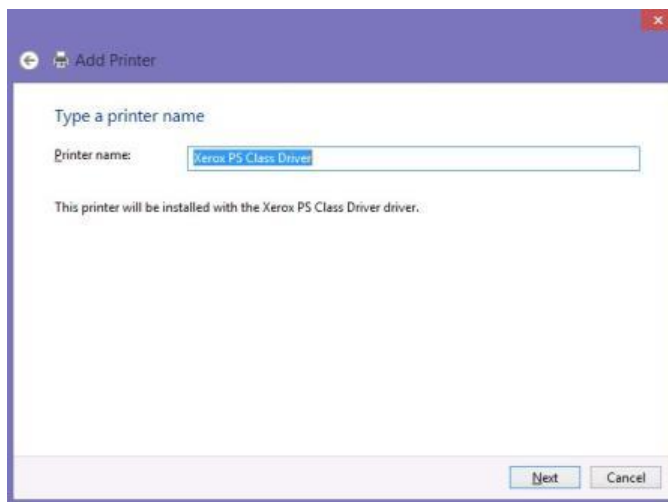 Add Printer
Type a printer name
Printer name: Xerox PS Class Driver
This printer will be installed with the Xerox PS Class Driver driver.
Next Cancel